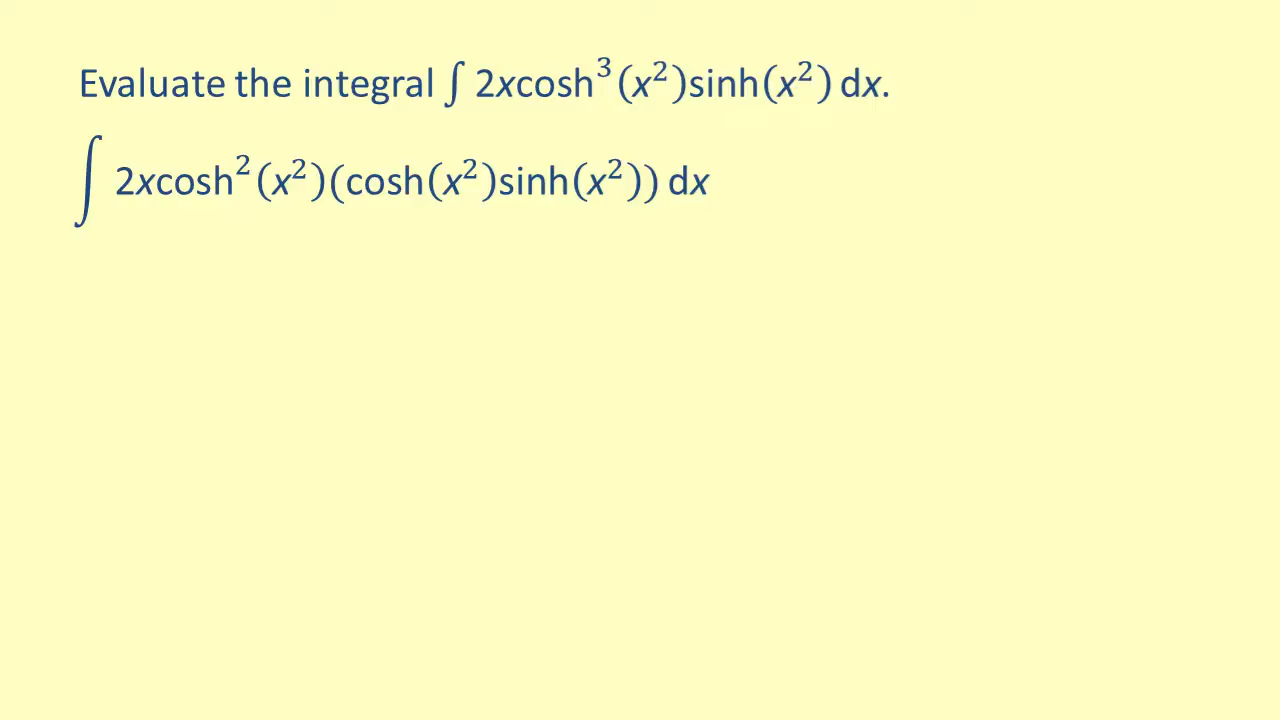 Evaluate the integral ∫ 2xcosh³(x²)sinh(x²) dx.
∫ 2xcosh²(x²)(cosh(x²)sinh(x²)) dx